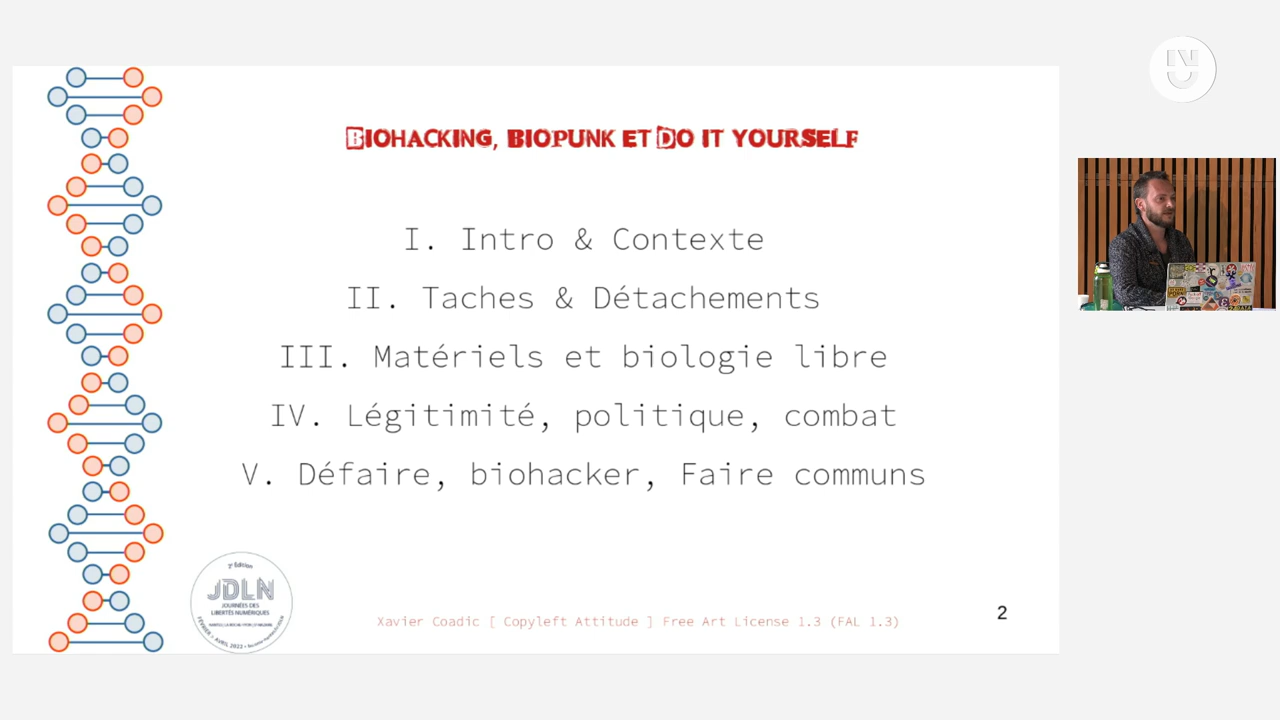 BIOHACKING, BIOPUNK ET DO IT YOURSELF
I. Intro & Contexte
II. Taches & Détachements
III. Matériels et biologie libre
IV. Légitimité, politique, combat
V. Défaire, biohacker, Faire communs
2e Édition
JDLN
JOURNÉES DES
LIBERTÉS NUMÉRIQUES
Xavier Coadic [ Copyleft Attitude ] Free Art License 1.3 (FAL 1.3)
2